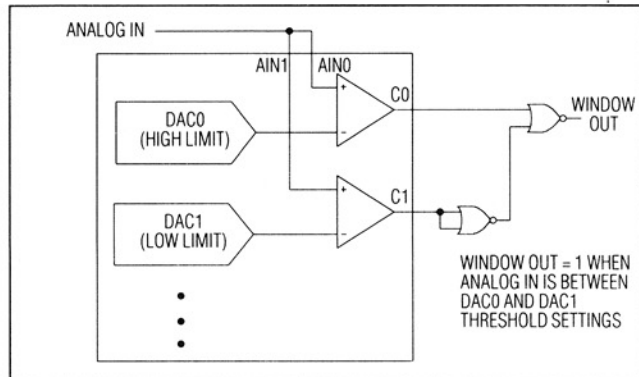 ANALOG IN
AIN1 AIN0
DAC0
(HIGH LIMIT)
+
−
C0
WINDOW
OUT
DAC1
(LOW LIMIT)
+
−
C1
WINDOW OUT = 1 WHEN
ANALOG IN IS BETWEEN
DAC0 AND DAC1
THRESHOLD SETTINGS